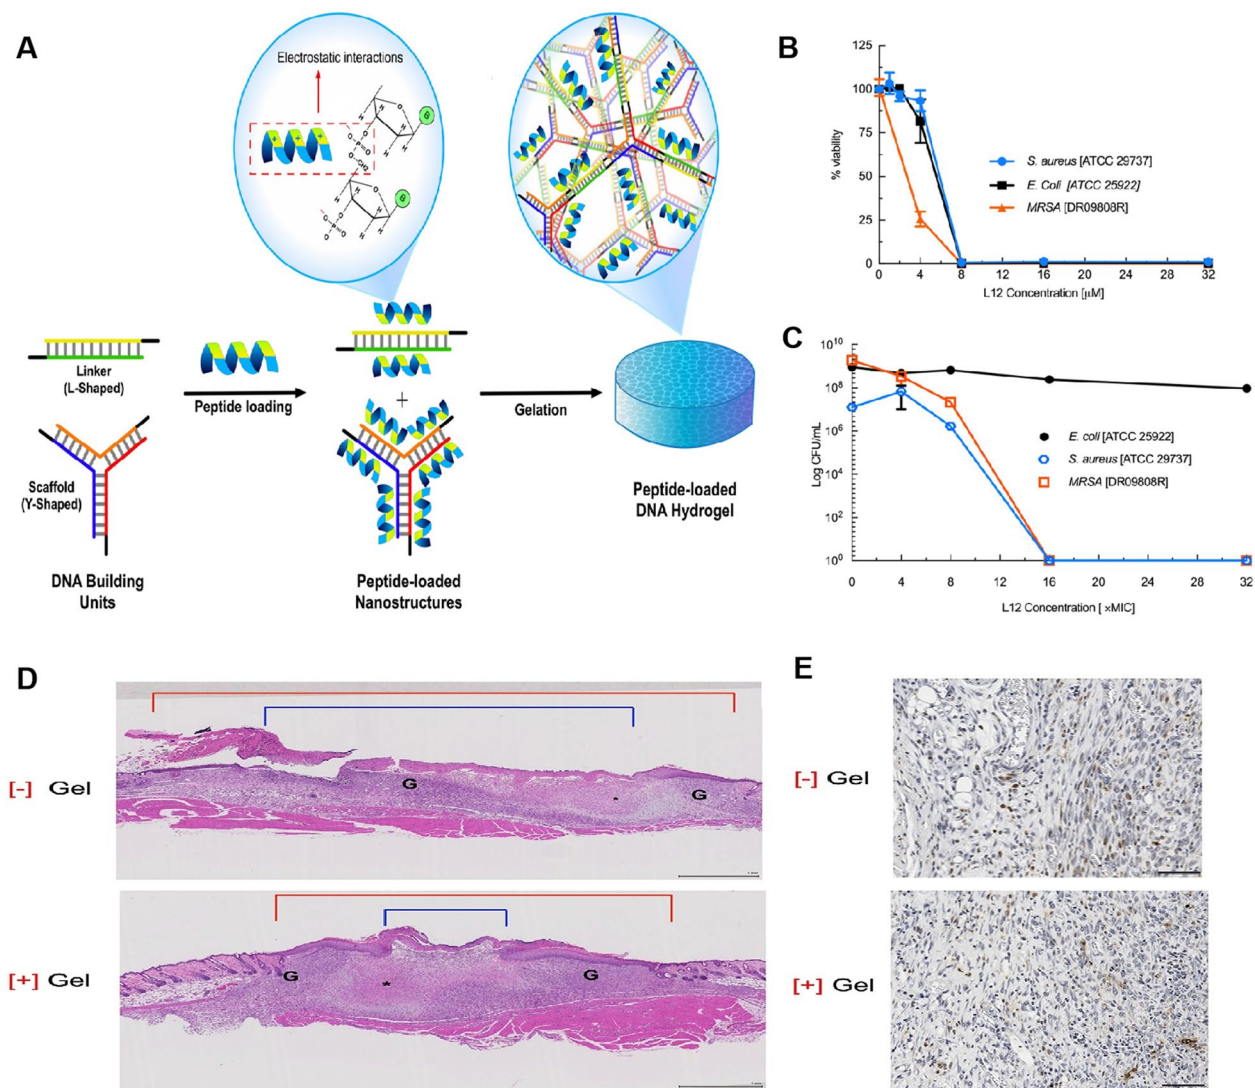 A
Electrostatic interactions
G
G
+ + +
O
O
P
O
O
CH2
H
H
H
H
O
P
O
O
H
H
H
H
Linker
(L-Shaped)
Peptide loading
+
Gelation
Scaffold
(Y-Shaped)
DNA Building
Units
Peptide-loaded
Nanostructures
Peptide-loaded
DNA Hydrogel
B
% viability
125
100
75
50
25
0
0 4 8 12 16 20 24 28 32
L12 Concentration [µM]
S. aureus [ATCC 29737]
E. Coli [ATCC 25922]
MRSA [DR09808R]
C
Log CFU/mL
10^10
10^8
10^6
10^4
10^2
10^0
0 4 8 12 16 20 24 28 32
L12 Concentration [ ×MIC]
E. coli [ATCC 25922]
S. aureus [ATCC 29737]
MRSA [DR09808R]
D
[-] Gel
G
*
G
[+] Gel
G
*
G
E
[-] Gel
[+] Gel